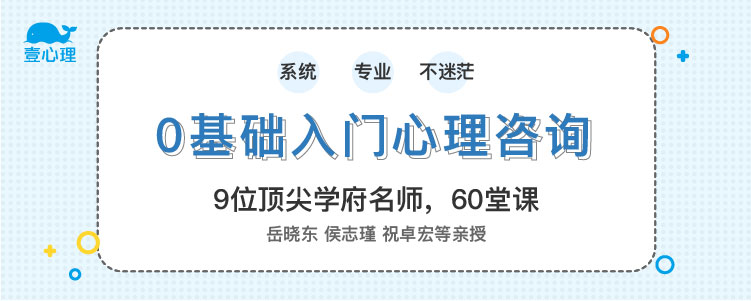 壹心理
系统 专业 不迷茫
0基础入门心理咨询
9位顶尖学府名师，60堂课
岳晓东 侯志瑾 祝卓宏等亲授